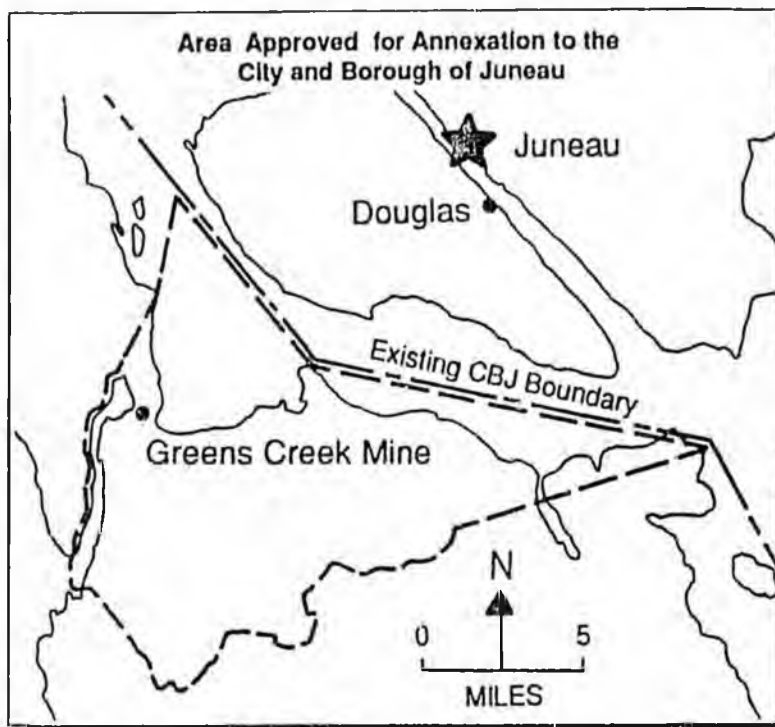 Area Approved for Annexation to the
City and Borough of Juneau
Juneau
Douglas
Existing CBJ Boundary
Greens Creek Mine
N
0 5
MILES